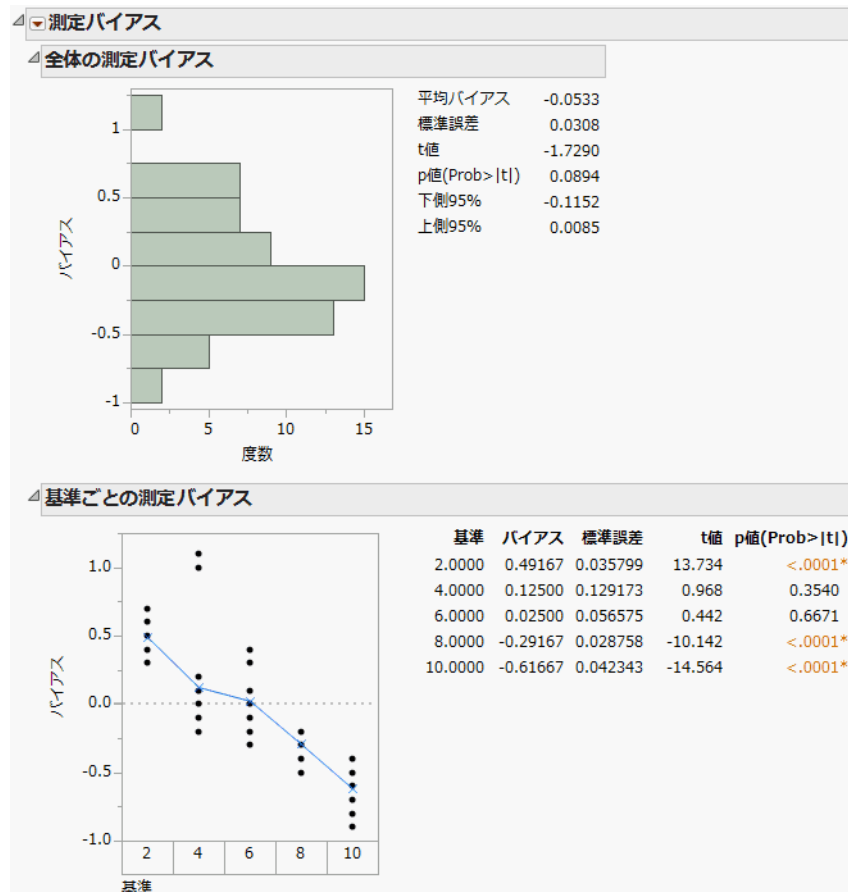 測定バイアス
全体の測定バイアス
平均バイアス -0.0533
標準誤差 0.0308
t値 -1.7290
p値(Prob>|t|) 0.0894
下側95% -0.1152
上側95% 0.0085
バイアス
1
0.5
0
-0.5
-1
0 5 10 15
度数
基準ごとの測定バイアス
基準 バイアス 標準誤差 t値 p値(Prob>|t|)
2.0000 0.49167 0.035799 13.734 <.0001*
4.0000 0.12500 0.129173 0.968 0.3540
6.0000 0.02500 0.056575 0.442 0.6671
8.0000 -0.29167 0.028758 -10.142 <.0001*
10.0000 -0.61667 0.042343 -14.564 <.0001*
バイアス
1.0
0.5
0.0
-0.5
-1.0
2 4 6 8 10
基準